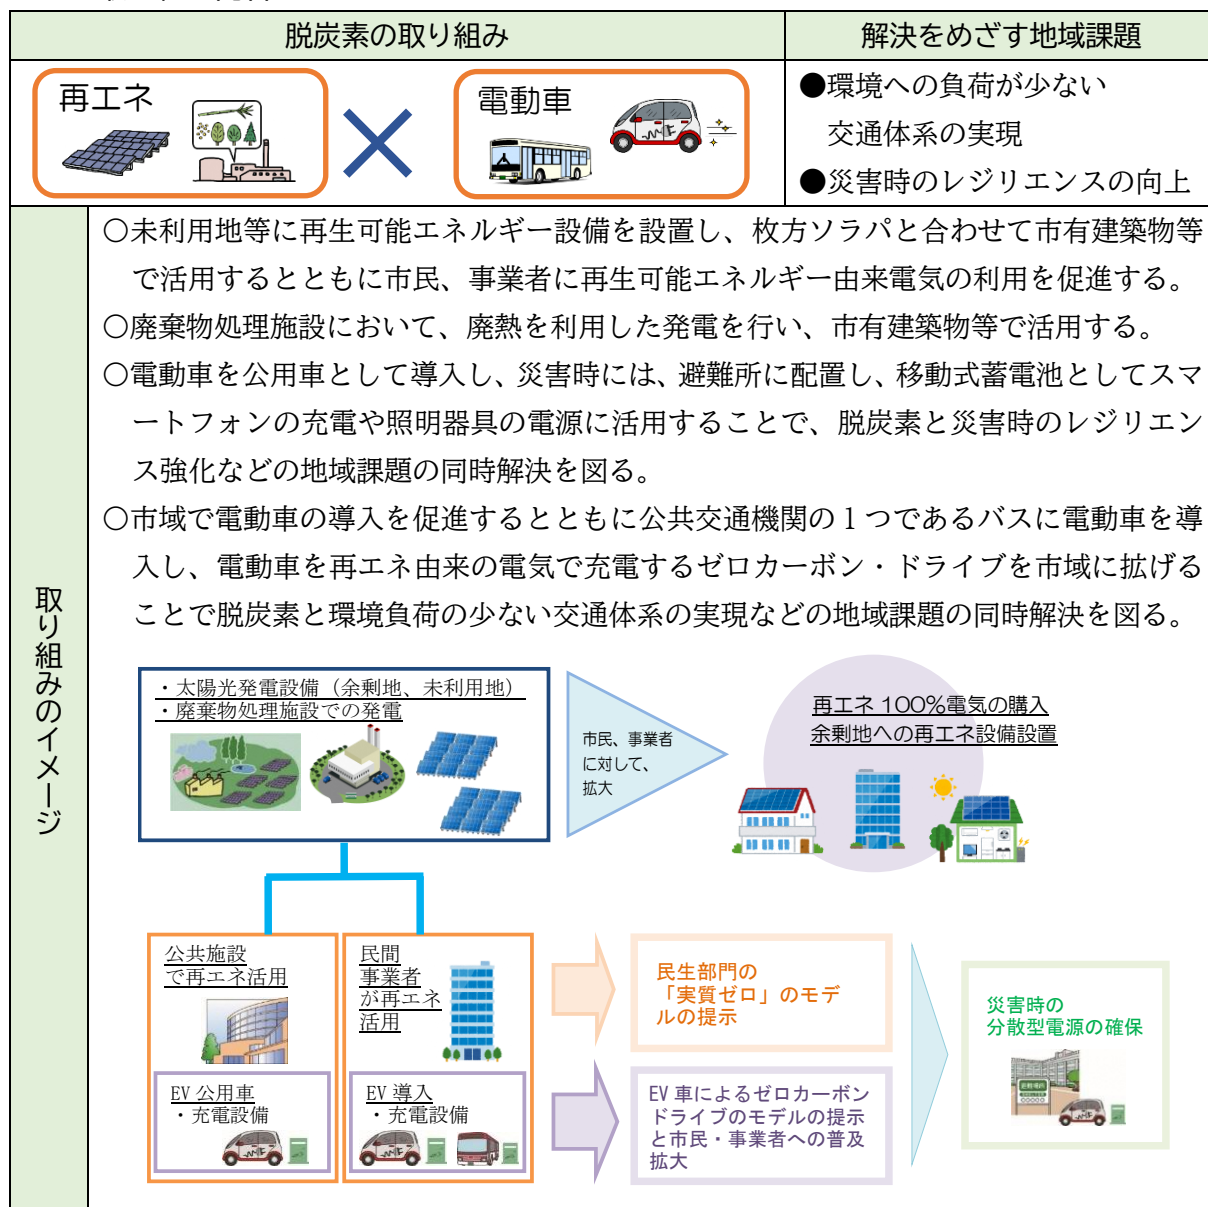 脱炭素の取り組み
解決をめざす地域課題
再エネ
電動車
●環境への負荷が少ない
交通体系の実現
●災害時のレジリエンスの向上
取り組みのイメージ
○未利用地等に再生可能エネルギー設備を設置し、枚方ソラパと合わせて市有建築物等
で活用するとともに市民、事業者に再生可能エネルギー由来電気の利用を促進する。
○廃棄物処理施設において、廃熱を利用した発電を行い、市有建築物等で活用する。
○電動車を公用車として導入し、災害時には、避難所に配置し、移動式蓄電池としてスマ
ートフォンの充電や照明器具の電源に活用することで、脱炭素と災害時のレジリエン
ス強化などの地域課題の同時解決を図る。
○市域で電動車の導入を促進するとともに公共交通機関の１つであるバスに電動車を導
入し、電動車を再エネ由来の電気で充電するゼロカーボン・ドライブを市域に拡げる
ことで脱炭素と環境負荷の少ない交通体系の実現などの地域課題の同時解決を図る。
・太陽光発電設備（余剰地、未利用地）
・廃棄物処理施設での発電
市民、事業者
に対して、
拡大
再エネ100％電気の購入
余剰地への再エネ設備設置
公共施設
で再エネ活用
民間
事業者
が再エネ
活用
EV公用車
・充電設備
EV導入
・充電設備
民生部門の
「実質ゼロ」のモデ
ルの提示
EV車によるゼロカーボン
ドライブのモデルの提示
と市民・事業者への普及
拡大
災害時の
分散型電源の確保